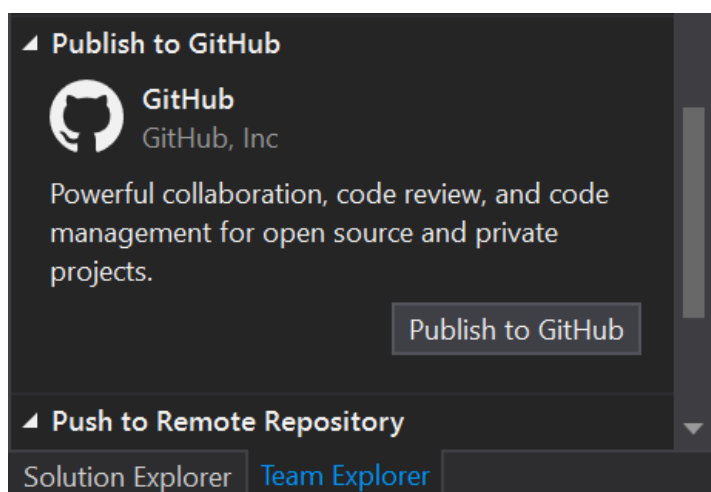 Publish to GitHub
GitHub
GitHub, Inc
Powerful collaboration, code review, and code
management for open source and private
projects.
Publish to GitHub
Push to Remote Repository
Solution Explorer Team Explorer